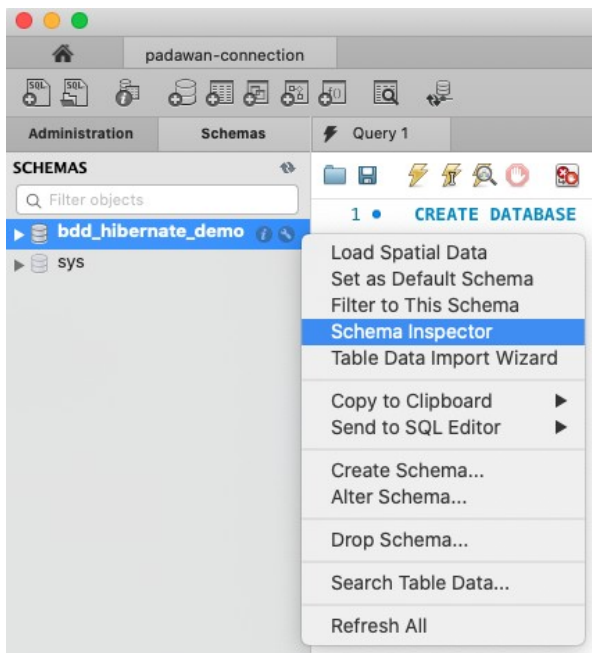 padawan-connection
SQL SQL
Administration Schemas Query 1
SCHEMAS
Filter objects
1 CREATE DATABASE
bdd_hibernate_demo
sys
Load Spatial Data
Set as Default Schema
Filter to This Schema
Schema Inspector
Table Data Import Wizard
Copy to Clipboard
Send to SQL Editor
Create Schema...
Alter Schema...
Drop Schema...
Search Table Data...
Refresh All